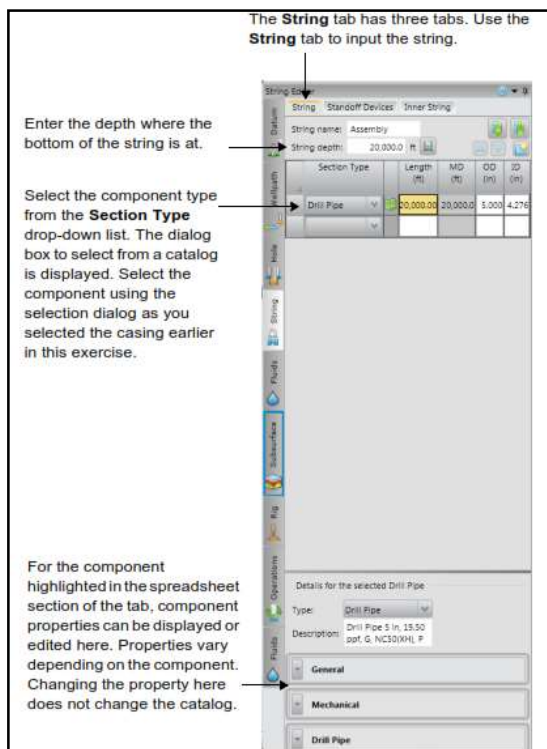 The String tab has three tabs. Use the
String tab to input the string.
String Editor
String Standoff Devices Inner String
Enter the depth where the
bottom of the string is at.
String name: Assembly
String depth: 20,000.0 ft
Section Type Length (ft) MD (ft) OD (in) ID (in)
Drill Pipe 20,000.00 20,000.0 5.000 4.276
Select the component type
from the Section Type
drop-down list. The dialog
box to select from a catalog
is displayed. Select the
component using the
selection dialog as you
selected the casing earlier
in this exercise.
Datum
Wellpath
Hole
String
Fluids
Subsurface
Rig
Operations
Fluids
For the component
highlighted in the spreadsheet
section of the tab, component
properties can be displayed or
edited here. Properties vary
depending on the component.
Changing the property here
does not change the catalog.
Details for the selected Drill Pipe
Type: Drill Pipe
Description: Drill Pipe 5 in, 19.50
ppf, G, NC50(XH), P
General
Mechanical
Drill Pipe